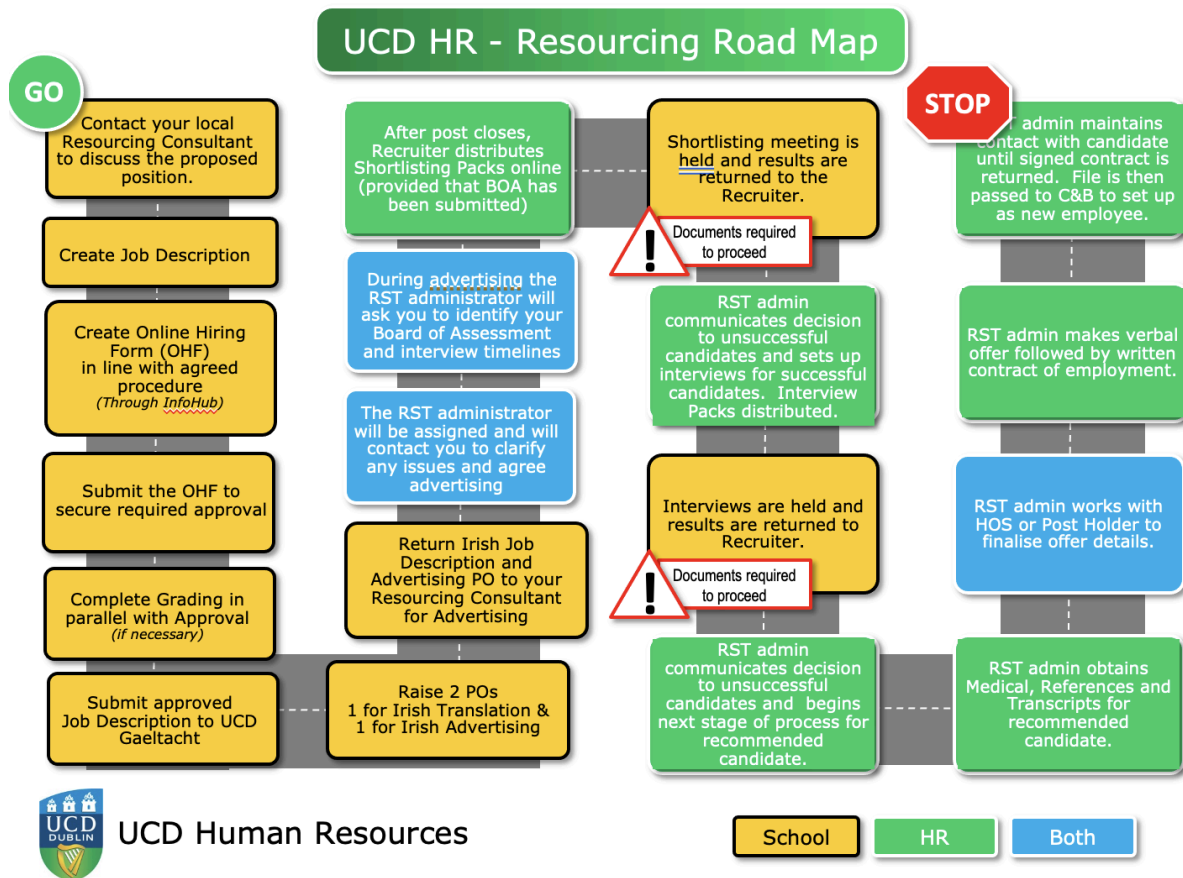 UCD HR - Resourcing Road Map
GO
Contact your local
Resourcing Consultant
to discuss the proposed
position.
Create Job Description
Create Online Hiring
Form (OHF)
in line with agreed
procedure
(Through InfoHub)
Submit the OHF to
secure required approval
Complete Grading in
parallel with Approval
(if necessary)
Submit approved
Job Description to UCD
Gaeltacht
Raise 2 POs
1 for Irish Translation &
1 for Irish Advertising
Return Irish Job
Description and
Advertising PO to your
Resourcing Consultant
for Advertising
The RST administrator
will be assigned and will
contact you to clarify
any issues and agree
advertising
During advertising the
RST administrator will
ask you to identify your
Board of Assessment
and interview timelines
After post closes,
Recruiter distributes
Shortlisting Packs online
(provided that BOA has
been submitted)
Shortlisting meeting is
held and results are
returned to the
Recruiter.
!
Documents required
to proceed
RST admin
communicates decision
to unsuccessful
candidates and sets up
interviews for successful
candidates. Interview
Packs distributed.
Interviews are held and
results are returned to
Recruiter.
!
Documents required
to proceed
RST admin
communicates decision
to unsuccessful
candidates and begins
next stage of process for
recommended
candidate.
RST admin obtains
Medical, References and
Transcripts for
recommended
candidate.
RST admin works with
HOS or Post Holder to
finalise offer details.
RST admin makes verbal
offer followed by written
contract of employment.
STOP
T admin maintains
contact with candidate
until signed contract is
returned. File is then
passed to C&B to set up
as new employee.
UCD
DUBLIN
UCD Human Resources
School
HR
Both